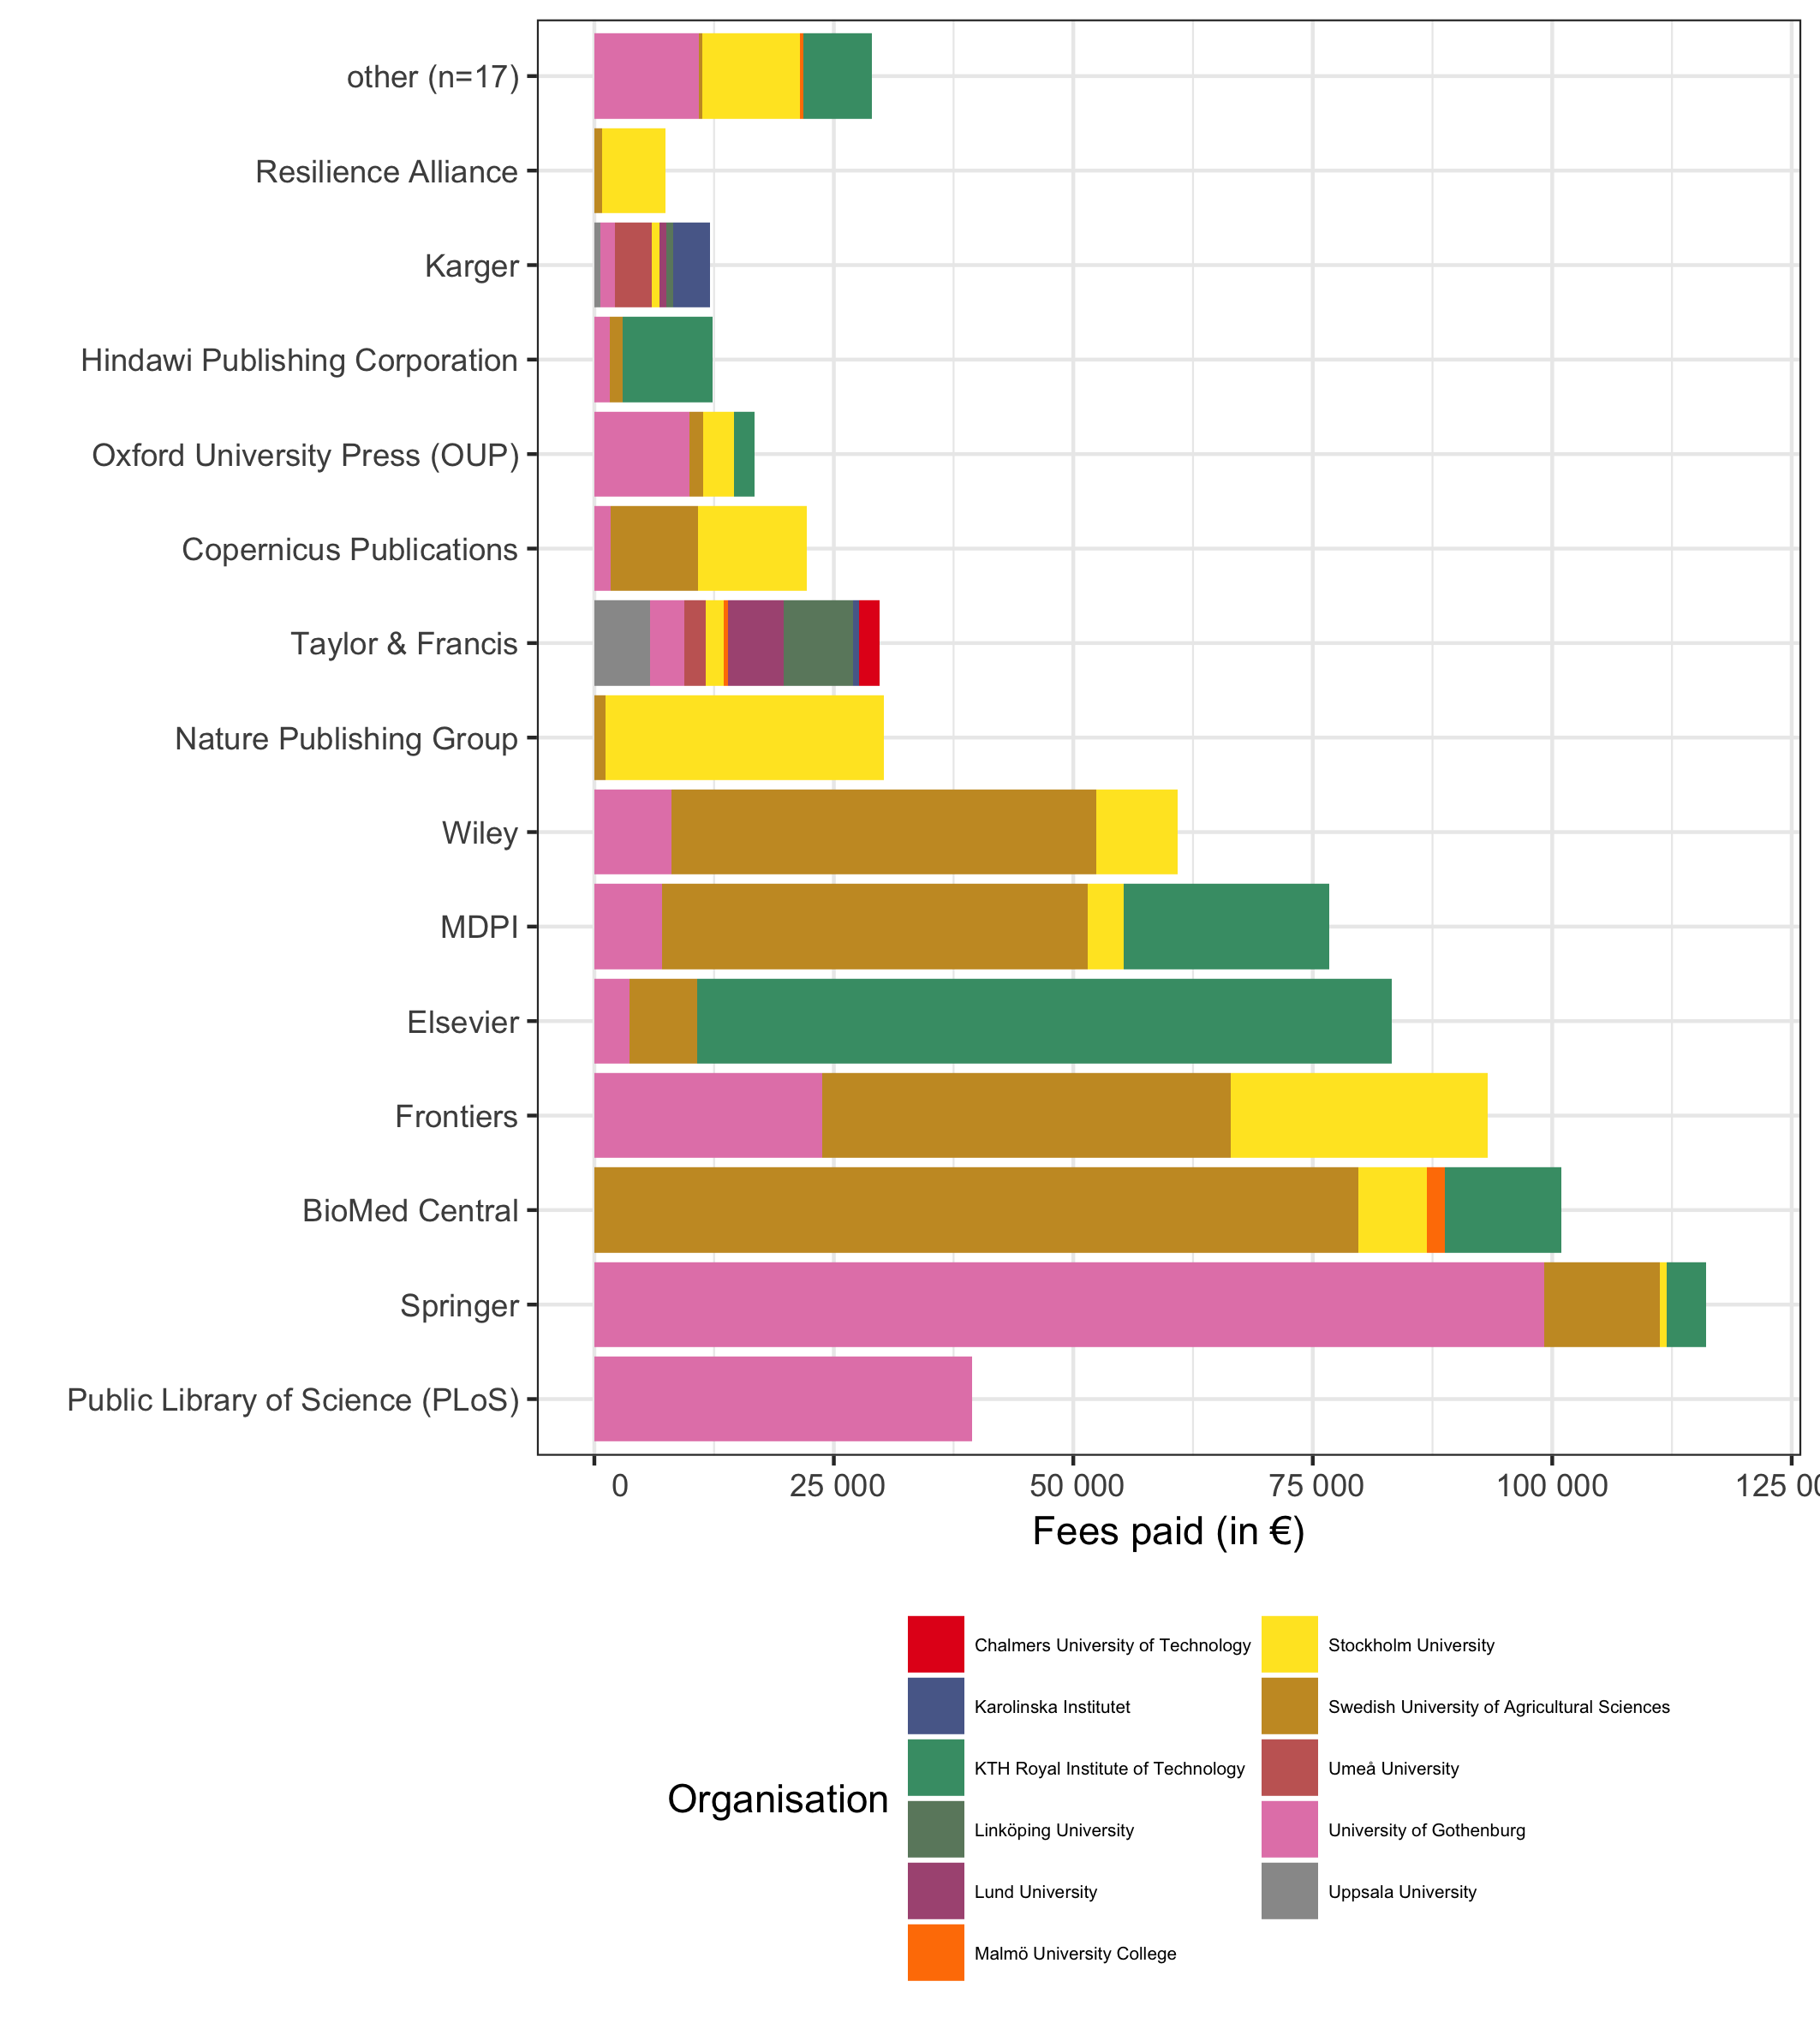 other (n=17)
Resilience Alliance
Karger
Hindawi Publishing Corporation
Oxford University Press (OUP)
Copernicus Publications
Taylor & Francis
Nature Publishing Group
Wiley
MDPI
Elsevier
Frontiers
BioMed Central
Springer
Public Library of Science (PLoS)
0 25 000 50 000 75 000 100 000 125 0
Fees paid (in €)
Organisation
Chalmers University of Technology
Karolinska Institutet
KTH Royal Institute of Technology
Linköping University
Lund University
Malmö University College
Stockholm University
Swedish University of Agricultural Sciences
Umeå University
University of Gothenburg
Uppsala University